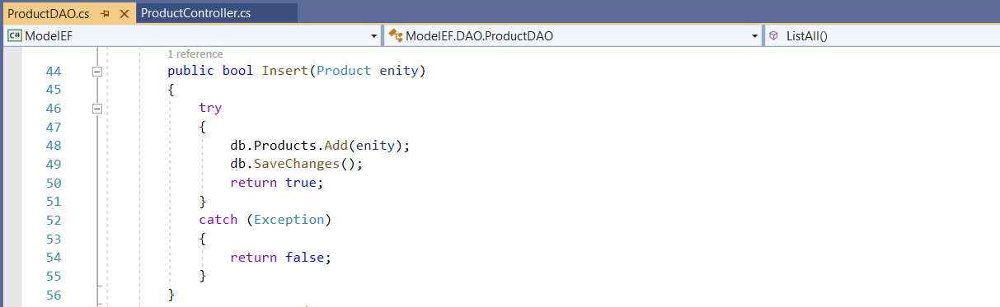 ProductDAO.cs ProductController.cs
C# ModelEF ModelEF.DAO.ProductDAO ListAll()
1 reference
44 public bool Insert(Product enity)
45 {
46 try
47 {
48 db.Products.Add(enity);
49 db.SaveChanges();
50 return true;
51 }
52 catch (Exception)
53 {
54 return false;
55 }
56 }